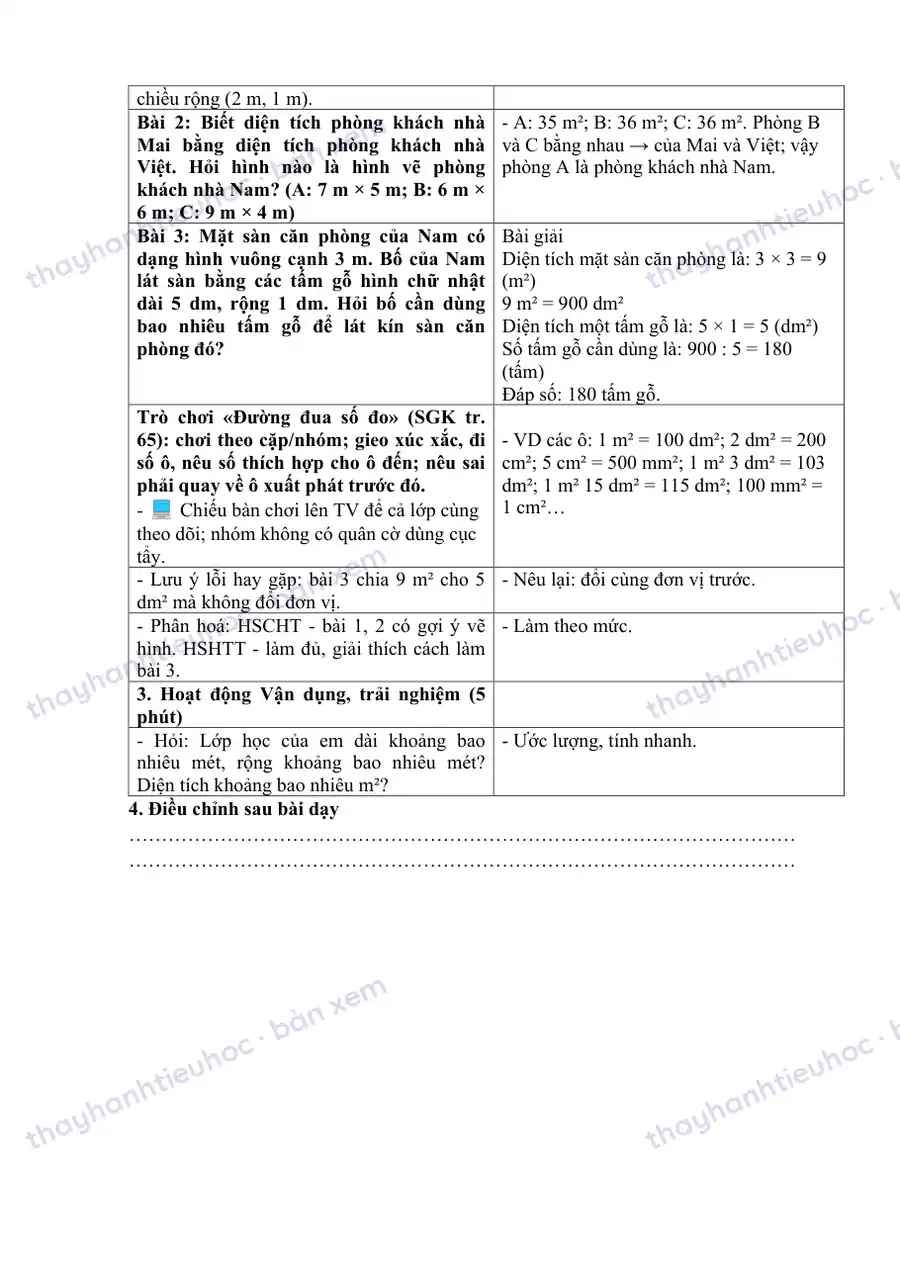 chiều rộng (2 m, 1 m).
Bài 2: Biết diện tích phòng khách nhà
Mai bằng diện tích phòng khách nhà
Việt. Hỏi hình nào là hình vẽ phòng
khách nhà Nam? (A: 7 m × 5 m; B: 6 m ×
6 m; C: 9 m × 4 m)
- A: 35 m²; B: 36 m²; C: 36 m². Phòng B
và C bằng nhau → của Mai và Việt; vậy
phòng A là phòng khách nhà Nam.
Bài 3: Mặt sàn căn phòng của Nam có
dạng hình vuông cạnh 3 m. Bố của Nam
lát sàn bằng các tấm gỗ hình chữ nhật
dài 5 dm, rộng 1 dm. Hỏi bố cần dùng
bao nhiêu tấm gỗ để lát kín sàn căn
phòng đó?
Bài giải
Diện tích mặt sàn căn phòng là: 3 × 3 = 9
(m²)
9 m² = 900 dm²
Diện tích một tấm gỗ là: 5 × 1 = 5 (dm²)
Số tấm gỗ cần dùng là: 900 : 5 = 180
(tấm)
Đáp số: 180 tấm gỗ.
Trò chơi «Đường đua số đo» (SGK tr.
65): chơi theo cặp/nhóm; gieo xúc xắc, đi
số ô, nêu số thích hợp cho ô đến; nêu sai
phải quay về ô xuất phát trước đó.
- Chiếu bàn chơi lên TV để cả lớp cùng
theo dõi; nhóm không có quân cờ dùng cục
tẩy.
- VD các ô: 1 m² = 100 dm²; 2 dm² = 200
cm²; 5 cm² = 500 mm²; 1 m² 3 dm² = 103
dm²; 1 m² 15 dm² = 115 dm²; 100 mm² =
1 cm²…
- Lưu ý lỗi hay gặp: bài 3 chia 9 m² cho 5
dm² mà không đổi đơn vị.
- Nêu lại: đổi cùng đơn vị trước.
- Phân hoá: HSCHT - bài 1, 2 có gợi ý vẽ
hình. HSHTT - làm đủ, giải thích cách làm
bài 3.
- Làm theo mức.
3. Hoạt động Vận dụng, trải nghiệm (5
phút)
- Hỏi: Lớp học của em dài khoảng bao
nhiêu mét, rộng khoảng bao nhiêu mét?
Diện tích khoảng bao nhiêu m²?
- Ước lượng, tính nhanh.
4. Điều chỉnh sau bài dạy
…………………………………………………………………………………………
…………………………………………………………………………………………
thayhanhtieuhoc · bản xem
thayhanhtieuhoc · b
thayhanhtieuhoc · bản xem
thayhanhtieuhoc · b
thayhanhtieuhoc · bản xem
thayhanhtieuhoc · b